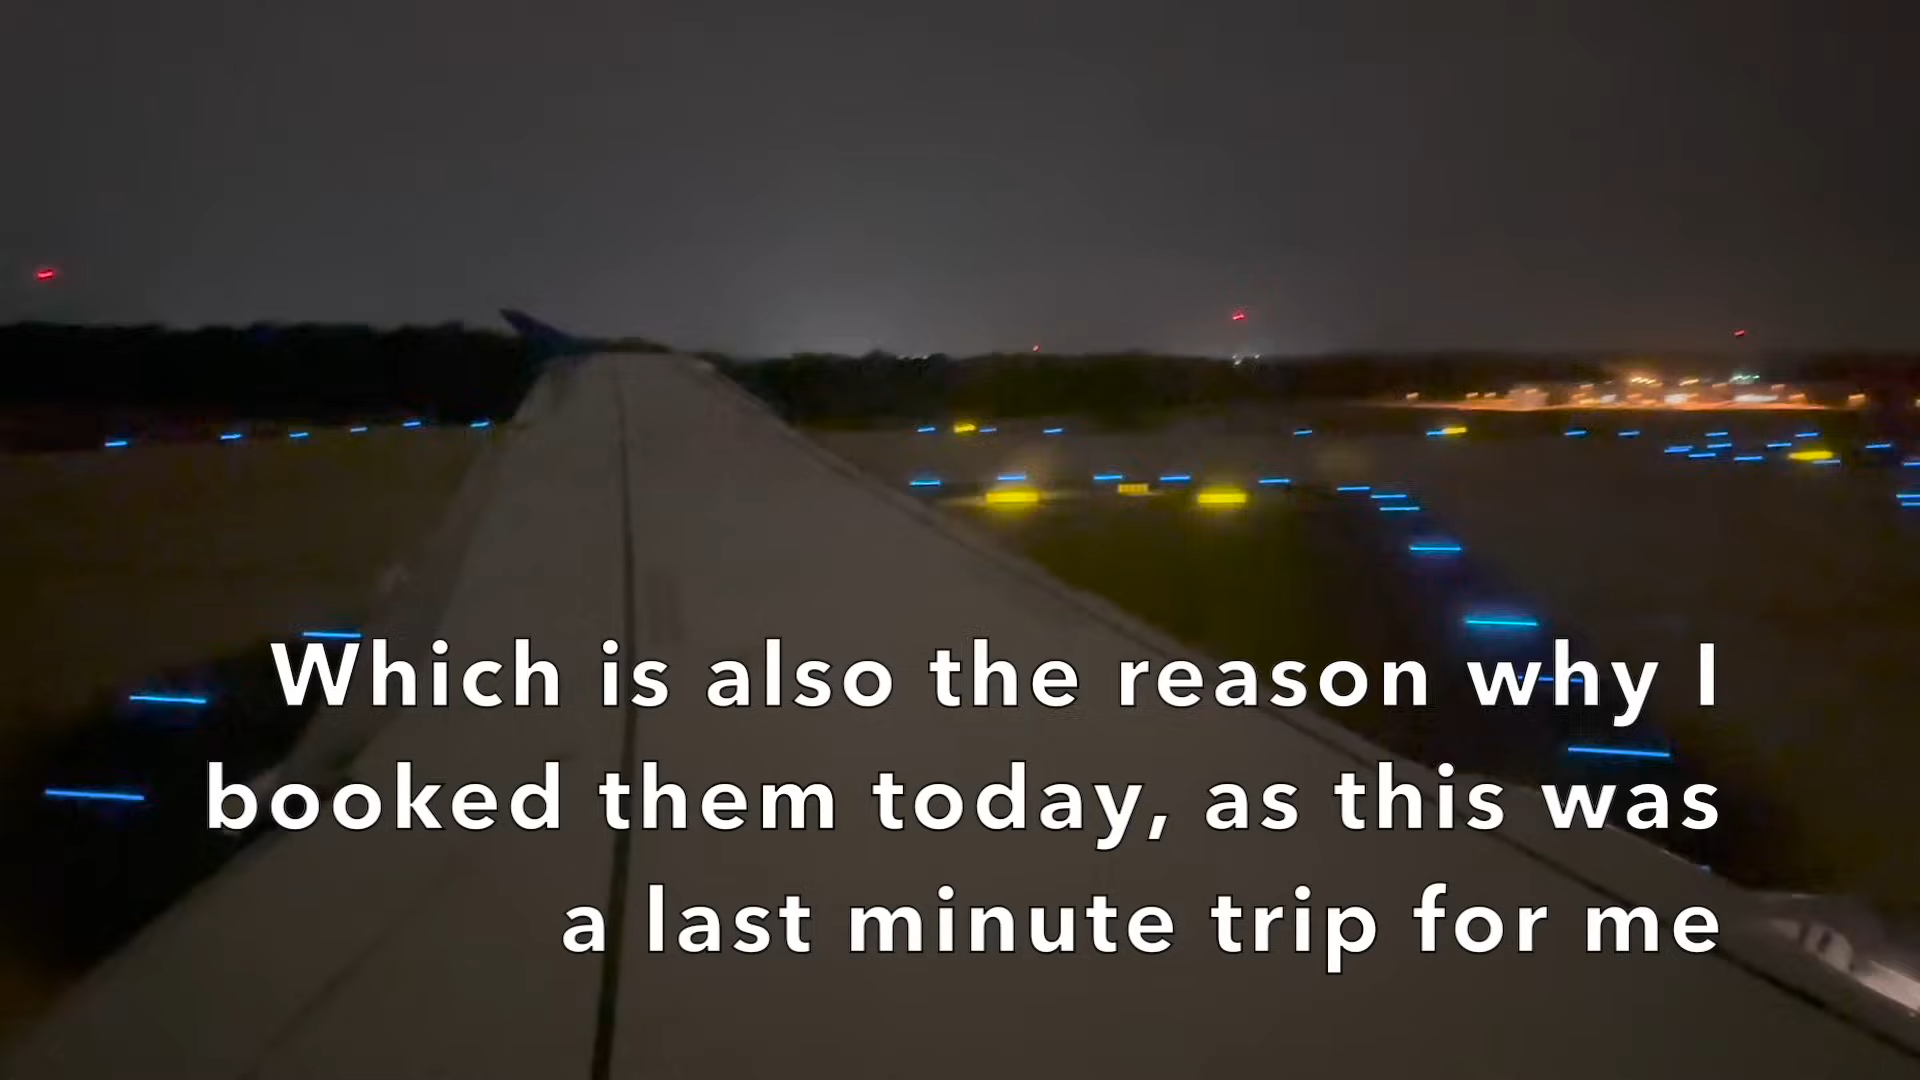 Which is also the reason why I
booked them today, as this was
a last minute trip for me